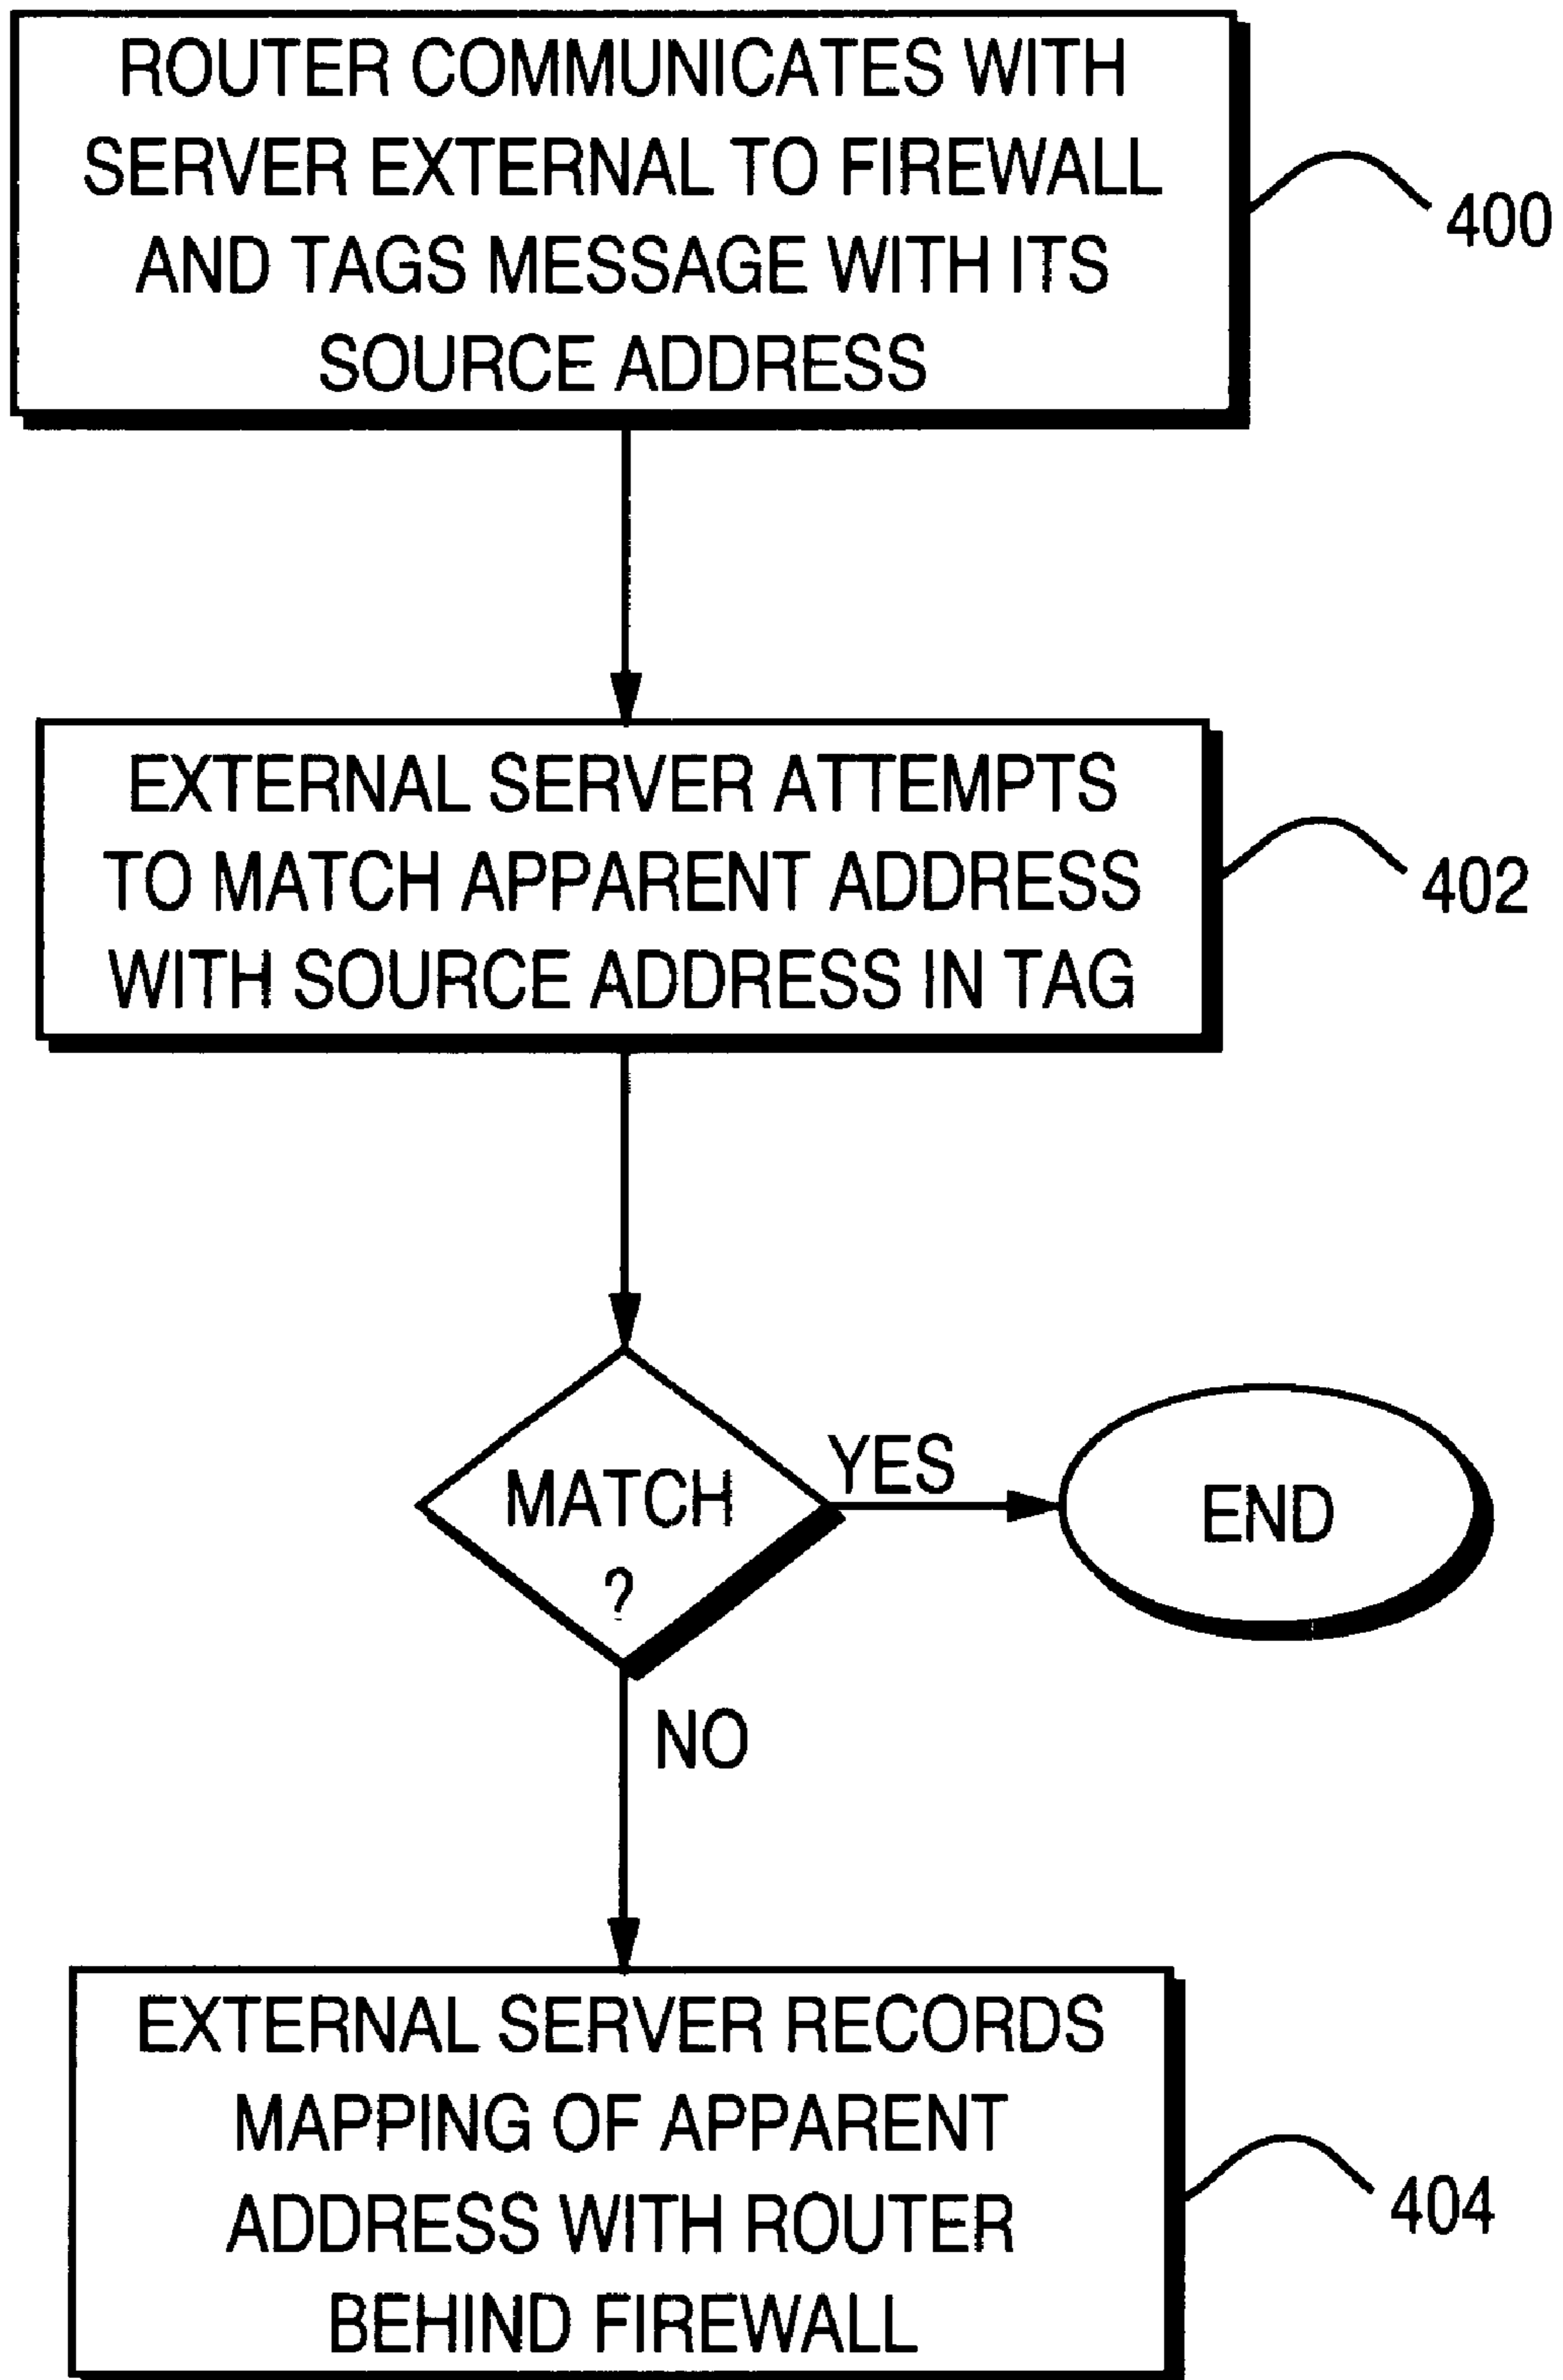 ROUTER COMMUNICATES WITH
SERVER EXTERNAL TO FIREWALL
AND TAGS MESSAGE WITH ITS
SOURCE ADDRESS
400
EXTERNAL SERVER ATTEMPTS
TO MATCH APPARENT ADDRESS
WITH SOURCE ADDRESS IN TAG
402
MATCH
?
YES
END
NO
EXTERNAL SERVER RECORDS
MAPPING OF APPARENT
ADDRESS WITH ROUTER
BEHIND FIREWALL
404